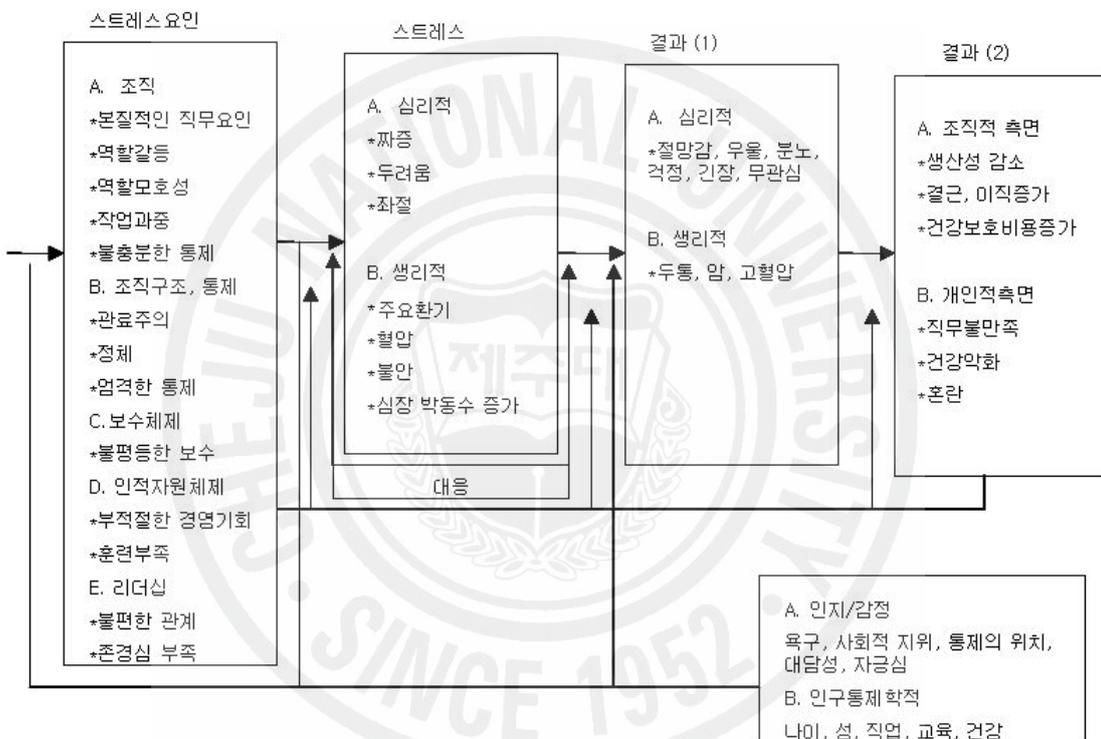 스트레스요인
A. 조직
*본질적인 직무요인
*역할갈등
*역할모호성
*작업과중
*불충분한 통제
B. 조직구조, 통제
*관료주의
*정체
*엄격한 통제
C.보수체제
*불평등한 보수
D. 인적자원체제
*부적절한 경영기회
*훈련부족
E. 리더십
*불편한 관계
*존경심 부족
스트레스
A. 심리적
*짜증
*두려움
*좌절
B. 생리적
*주요환기
*혈압
*불안
*심장 박동수 증가
대응
결과 (1)
A. 심리적
*절망감, 우울, 분노,
걱정, 긴장, 무관심
B. 생리적
*두통, 암, 고혈압
결과 (2)
A. 조직적 측면
*생산성 감소
*결근, 이직증가
*건강보호비용증가
B. 개인적측면
*직무불만족
*건강악화
*혼란
A. 인지/감정
욕구, 사회적 지위, 통제의 위치,
대담성, 자긍심
B. 인구통제학적
나이, 성, 직업, 교육, 건강
CHEJU NATIONAL UNIVERSITY
제주대
SINCE 1952